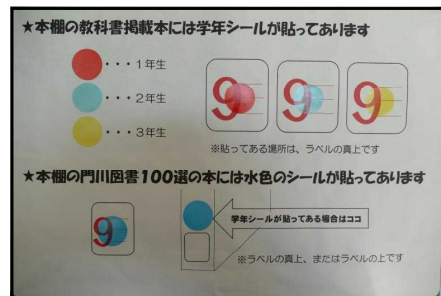 ★本棚の教科書掲載本には学年シールが貼ってあります
・・・1年生
・・・2年生
・・・3年生
9 9 9
※貼ってある場所は、ラベルの真上です
★本棚の門川図書100選の本には水色のシールが貼ってあります
9
学年シールが貼ってある場合はココ
※ラベルの真上、またはラベルの上です